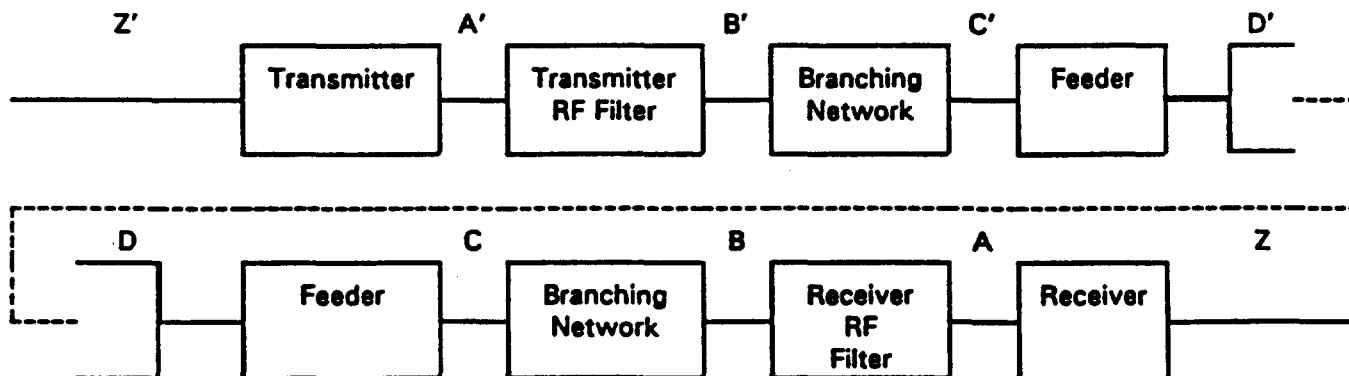 Z′ A′ B′ C′ D′
Transmitter
Transmitter
RF Filter
Branching
Network
Feeder
D C B A Z
Feeder
Branching
Network
Receiver
RF
Filter
Receiver